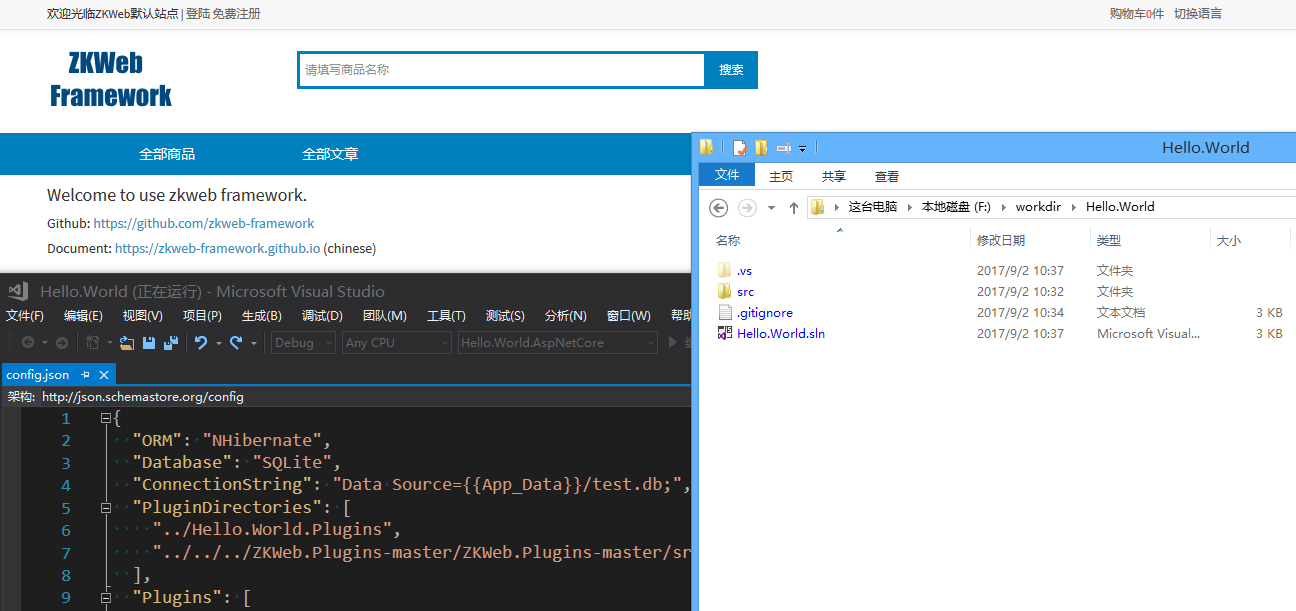 欢迎光临ZKWeb默认站点 | 登陆 免费注册
购物车0件 切换语言
ZKWeb
Framework
请填写商品名称
搜索
全部商品 全部文章
Welcome to use zkweb framework.
Github: https://github.com/zkweb-framework
Document: https://zkweb-framework.github.io (chinese)
Hello.World (正在运行) - Microsoft Visual Studio
文件(F) 编辑(E) 视图(V) 项目(P) 生成(B) 调试(D) 团队(M) 工具(T) 测试(S) 分析(N) 窗口(W) 帮助
Debug Any CPU Hello.World.AspNetCore
config.json
架构: http://json.schemastore.org/config
1 {
2 "ORM": "NHibernate",
3 "Database": "SQLite",
4 "ConnectionString": "Data Source={{App_Data}}/test.db;",
5 "PluginDirectories": [
6 "../Hello.World.Plugins",
7 "../../../ZKWeb.Plugins-master/ZKWeb.Plugins-master/sr
8 ],
9 "Plugins": [
Hello.World
文件 主页 共享 查看
这台电脑 本地磁盘 (F:) workdir Hello.World
名称 修改日期 类型 大小
.vs 2017/9/2 10:37 文件夹
src 2017/9/2 10:32 文件夹
.gitignore 2017/9/2 10:34 文本文档 3 KB
Hello.World.sln 2017/9/2 10:37 Microsoft Visual... 3 KB